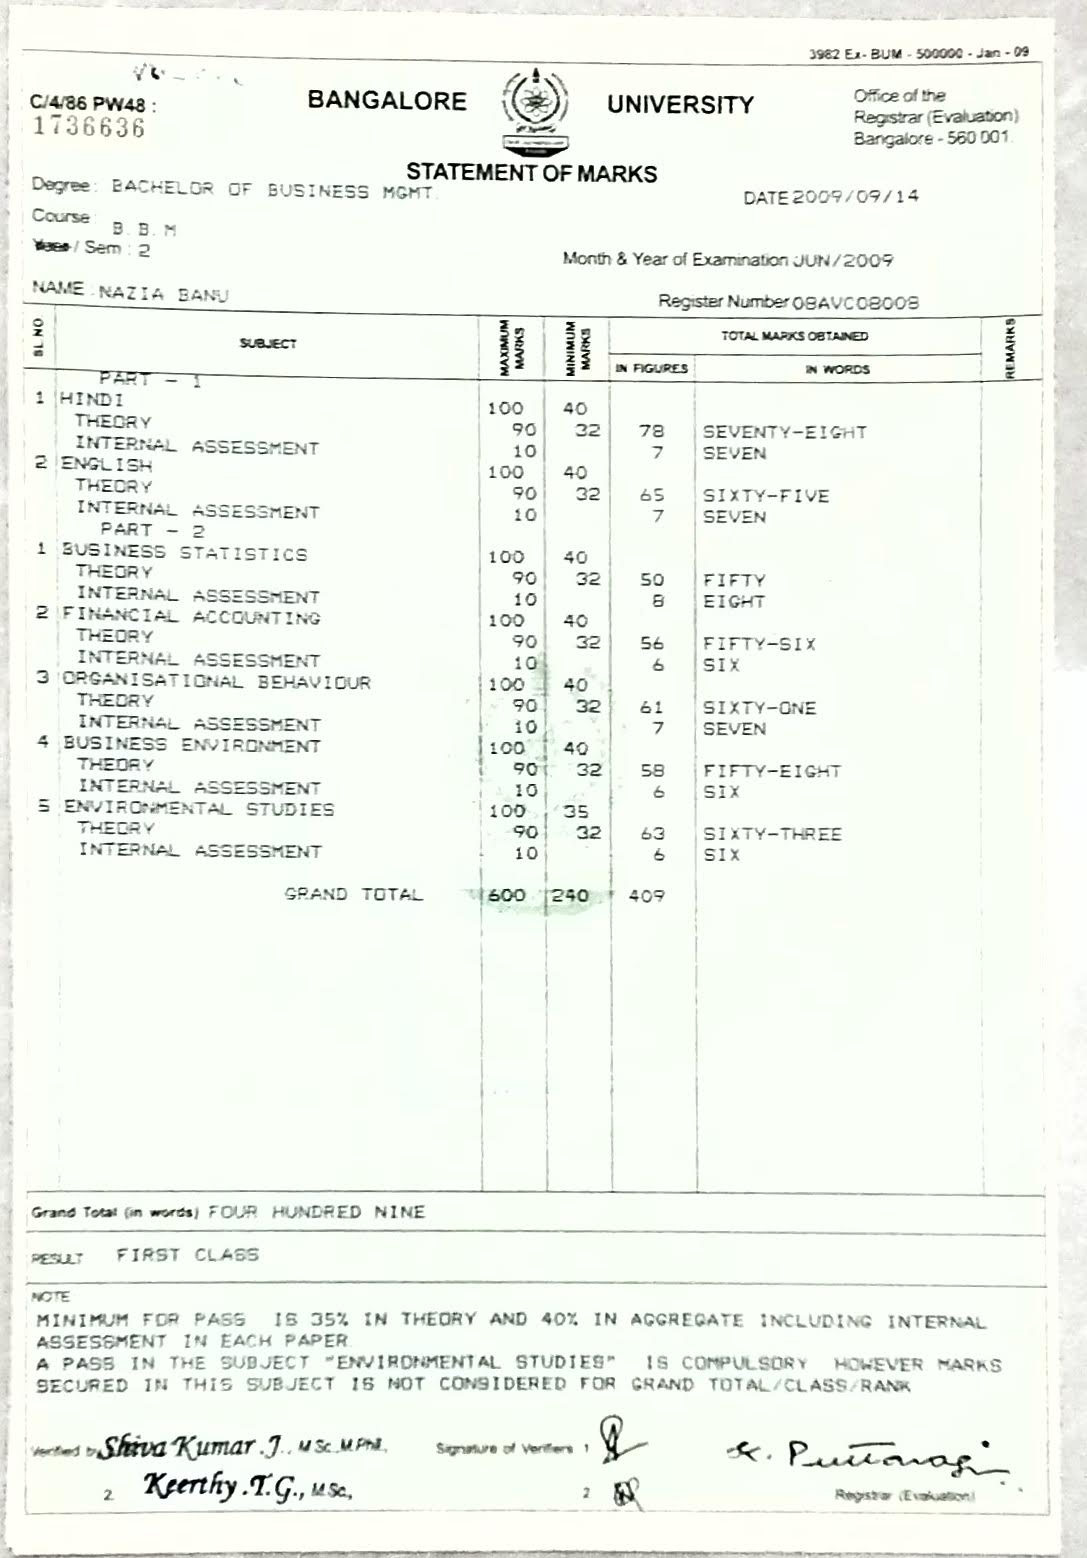 3982 Ex- BUM - 500000 - Jan - 09
C/4/86 PW48 :
1736636
BANGALORE UNIVERSITY
Office of the
Registrar (Evaluation)
Bangalore - 560 001.
STATEMENT OF MARKS
Degree: BACHELOR OF BUSINESS MGMT.
DATE 2009/09/14
Course B. B. M
Year / Sem : 2
Month & Year of Examination JUN/2009
NAME : NAZIA BANU
Register Number 08AVC08008
SL NO SUBJECT MAXIMUM MARKS MINIMUM MARKS TOTAL MARKS OBTAINED REMARKS
IN FIGURES IN WORDS
PART - 1
1 HINDI 100 40
THEORY 90 32 78 SEVENTY-EIGHT
INTERNAL ASSESSMENT 10 7 SEVEN
2 ENGLISH 100 40
THEORY 90 32 65 SIXTY-FIVE
INTERNAL ASSESSMENT 10 7 SEVEN
PART - 2
1 BUSINESS STATISTICS 100 40
THEORY 90 32 50 FIFTY
INTERNAL ASSESSMENT 10 8 EIGHT
2 FINANCIAL ACCOUNTING 100 40
THEORY 90 32 56 FIFTY-SIX
INTERNAL ASSESSMENT 10 6 SIX
3 ORGANISATIONAL BEHAVIOUR 100 40
THEORY 90 32 61 SIXTY-ONE
INTERNAL ASSESSMENT 10 7 SEVEN
4 BUSINESS ENVIRONMENT 100 40
THEORY 90 32 58 FIFTY-EIGHT
INTERNAL ASSESSMENT 10 6 SIX
5 ENVIRONMENTAL STUDIES 100 35
THEORY 90 32 63 SIXTY-THREE
INTERNAL ASSESSMENT 10 6 SIX
GRAND TOTAL 600 240 409
Grand Total (in words) FOUR HUNDRED NINE
RESULT FIRST CLASS
NOTE
MINIMUM FOR PASS IS 35% IN THEORY AND 40% IN AGGREGATE INCLUDING INTERNAL
ASSESSMENT IN EACH PAPER.
A PASS IN THE SUBJECT "ENVIRONMENTAL STUDIES" IS COMPULSORY HOWEVER MARKS
SECURED IN THIS SUBJECT IS NOT CONSIDERED FOR GRAND TOTAL/CLASS/RANK
Verified by Shiva Kumar .J., M.Sc.,M.Phil., Signature of Verifiers 1
2. Keerthy .T.G., M.Sc., 2
Registrar (Evaluation)